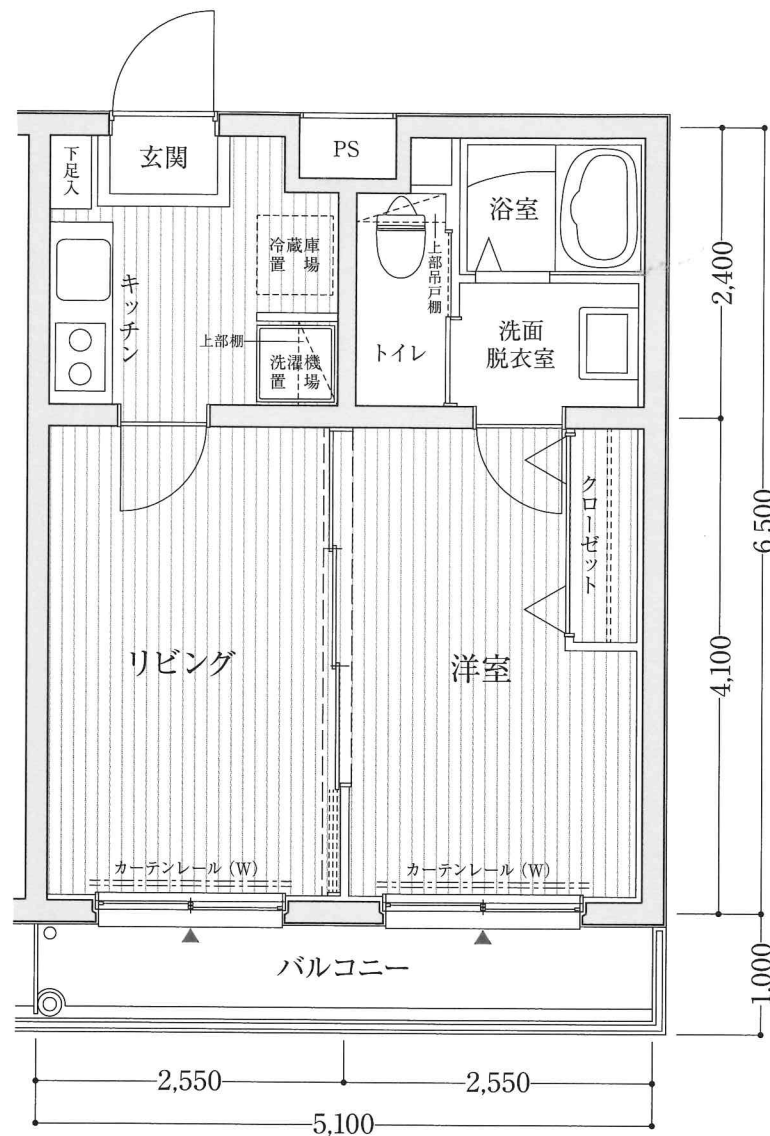 玄関
PS
下足入
浴室
冷蔵庫
置場
上部吊戸棚
キッチン
上部棚
洗濯機
置場
トイレ
洗面
脱衣室
2,400
6,500
クローゼット
リビング
洋室
4,100
カーテンレール（W）
カーテンレール（W）
バルコニー
1,000
2,550
2,550
5,100